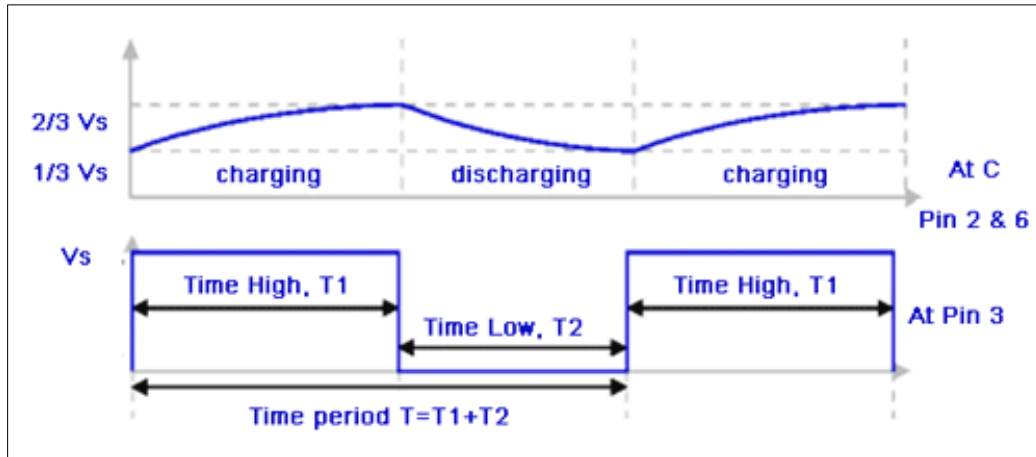 2/3 Vs
1/3 Vs
charging
discharging
charging
At C
Pin 2 & 6
Vs
Time High, T1
Time High, T1
Time Low, T2
At Pin 3
Time period T=T1+T2